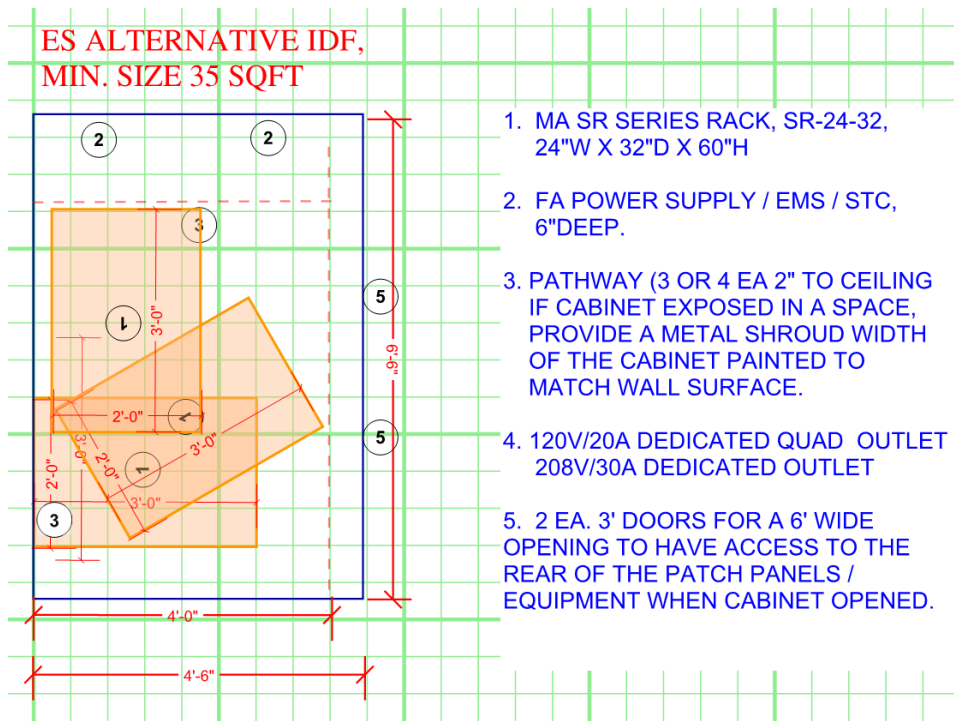 ES ALTERNATIVE IDF,
MIN. SIZE 35 SQFT
2
2
3
1
3'-0"
5
6'-6"
2'-0"
1
5
3'-0"
3'-0"
2'-0"
2'-0"
1
3'-0"
3
4'-0"
4'-6"
1. MA SR SERIES RACK, SR-24-32,
24"W X 32"D X 60"H
2. FA POWER SUPPLY / EMS / STC,
6"DEEP.
3. PATHWAY (3 OR 4 EA 2" TO CEILING
IF CABINET EXPOSED IN A SPACE,
PROVIDE A METAL SHROUD WIDTH
OF THE CABINET PAINTED TO
MATCH WALL SURFACE.
4. 120V/20A DEDICATED QUAD OUTLET
208V/30A DEDICATED OUTLET
5. 2 EA. 3' DOORS FOR A 6' WIDE
OPENING TO HAVE ACCESS TO THE
REAR OF THE PATCH PANELS /
EQUIPMENT WHEN CABINET OPENED.